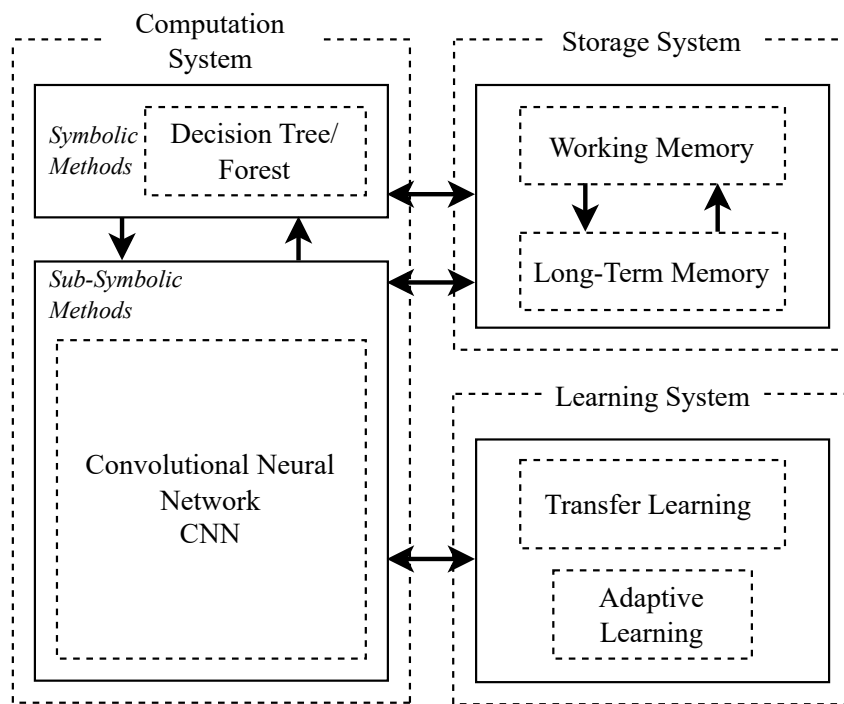 Computation
System
Symbolic
Methods
Decision Tree/
Forest
Sub-Symbolic
Methods
Convolutional Neural
Network
CNN
Storage System
Working Memory
Long-Term Memory
Learning System
Transfer Learning
Adaptive
Learning